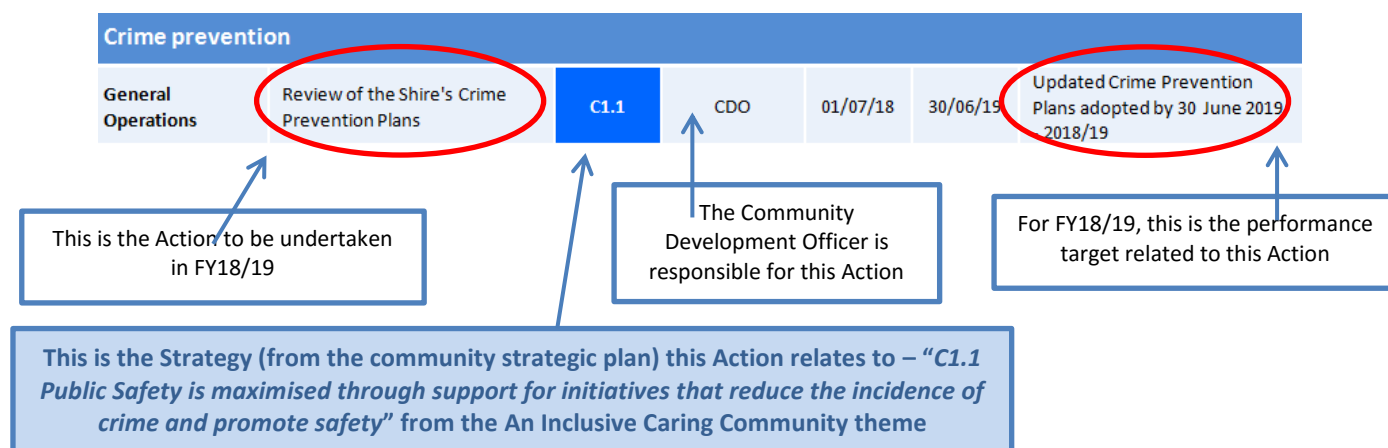 Crime prevention
General
Operations
Review of the Shire's Crime
Prevention Plans
C1.1
CDO
01/07/18
30/06/19
Updated Crime Prevention
Plans adopted by 30 June 2019
- 2018/19
This is the Action to be undertaken
in FY18/19
The Community
Development Officer is
responsible for this Action
For FY18/19, this is the performance
target related to this Action
This is the Strategy (from the community strategic plan) this Action relates to – “C1.1
Public Safety is maximised through support for initiatives that reduce the incidence of
crime and promote safety” from the An Inclusive Caring Community theme